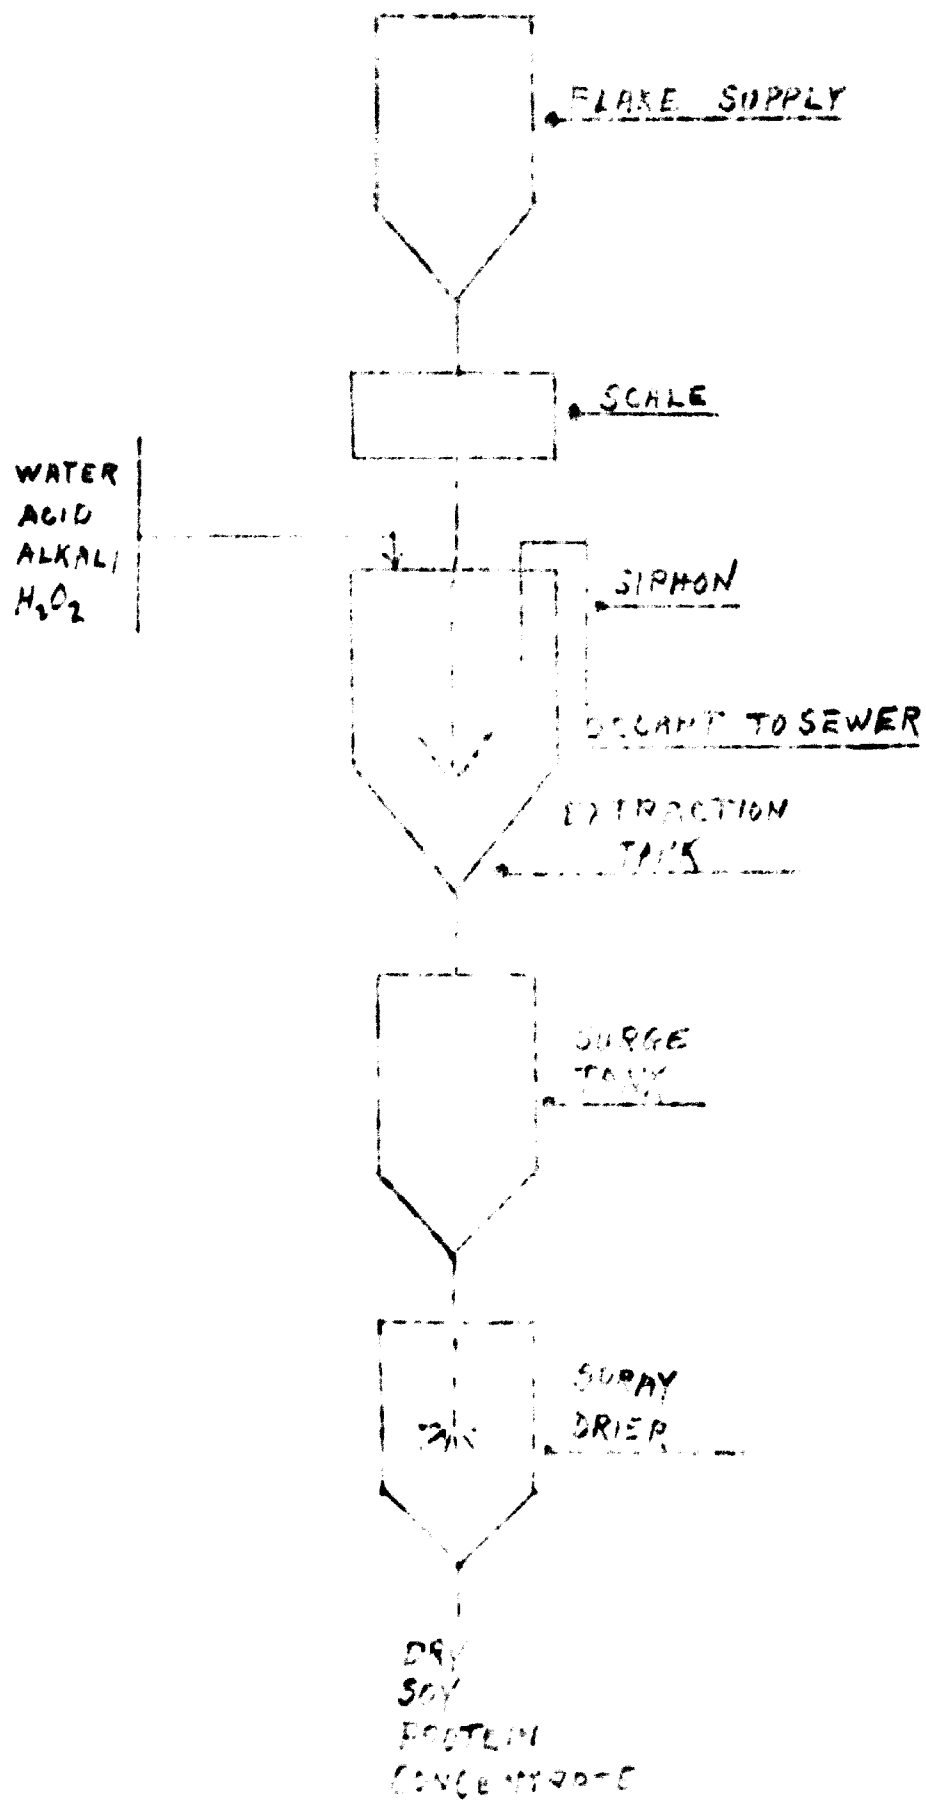 FLAKE SUPPLY
SCALE
WATER
ACID
ALKALI
H₂O₂
SIPHON
DECANT TO SEWER
EXTRACTION
TANK
SURGE
TANK
SPRAY
DRIER
DRY
SOY
PROTEIN
CONCENTRATE